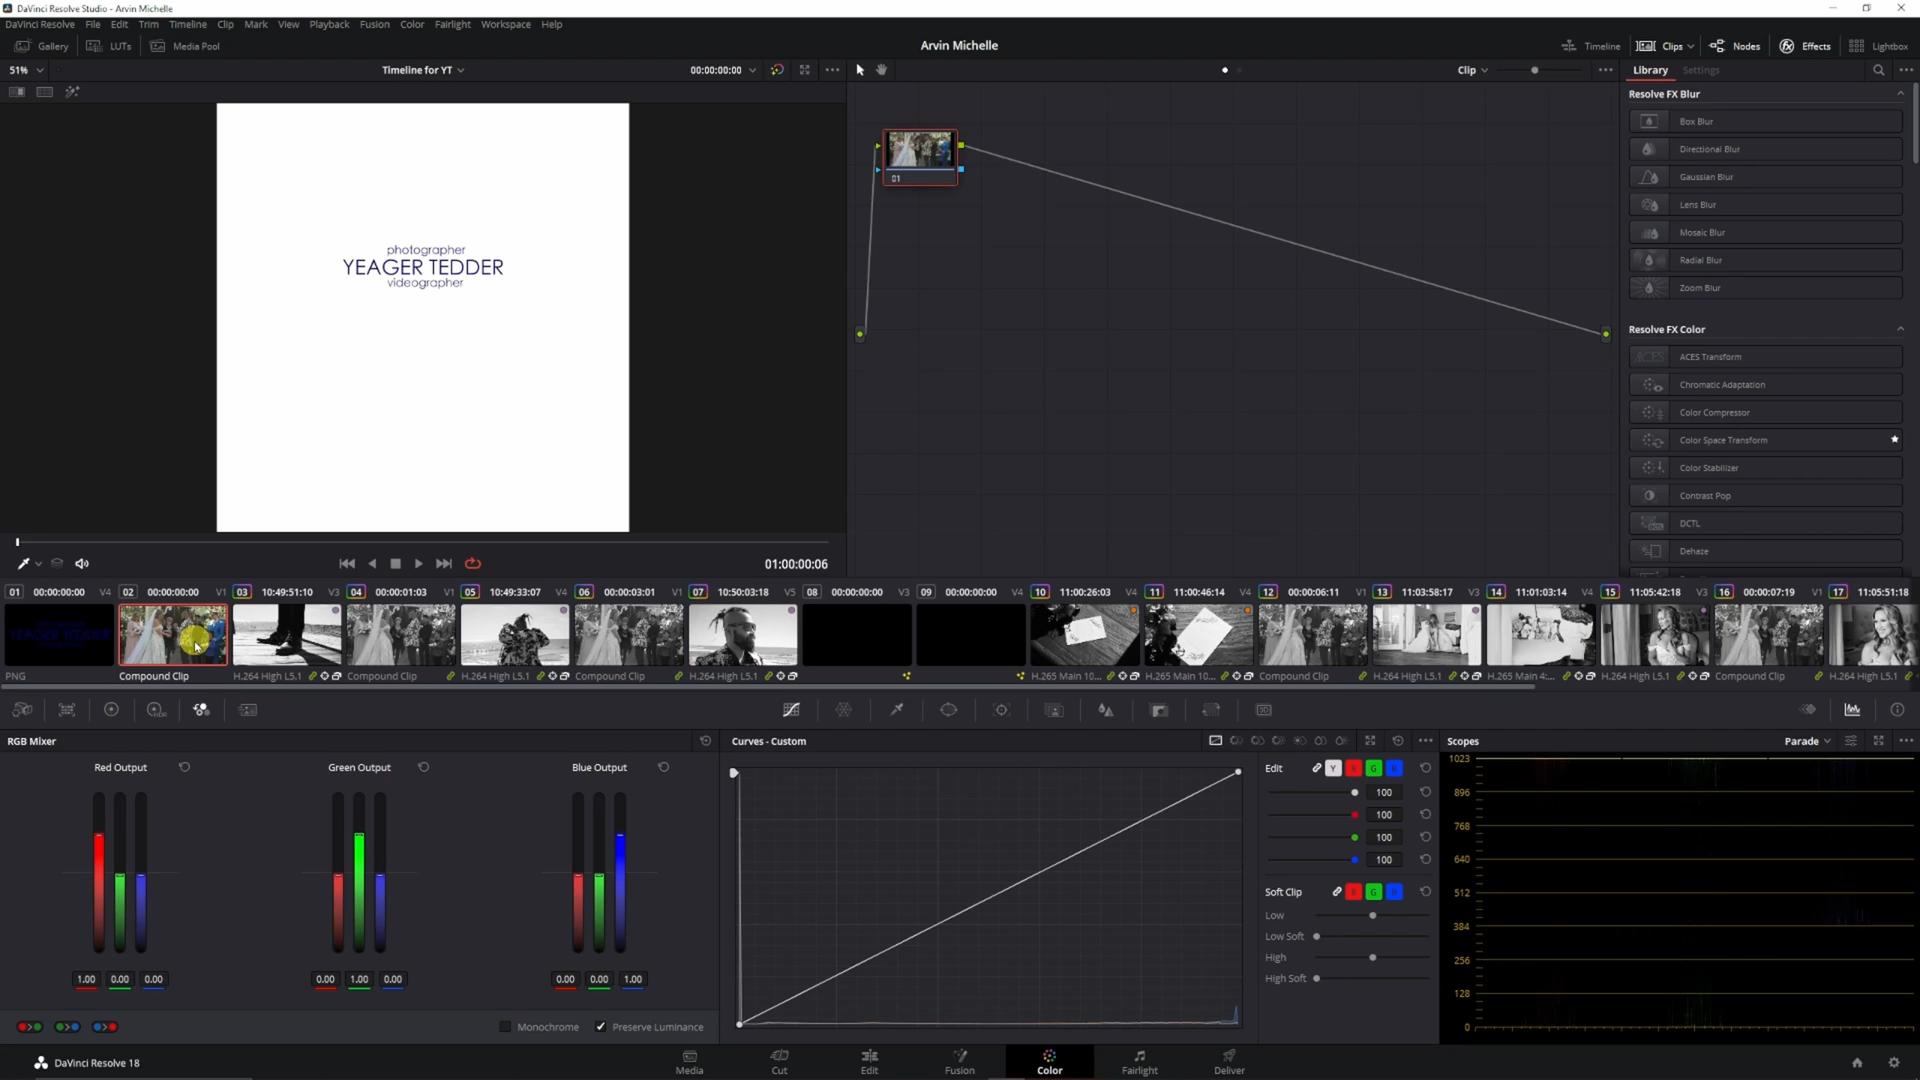 DaVinci Resolve Studio - Arvin Michelle
DaVinci Resolve File Edit Trim Timeline Clip Mark View Playback Fusion Color Fairlight Workspace Help
Gallery LUTs Media Pool Arvin Michelle Timeline Clips Nodes Effects Lightbox
51% Timeline for YT 00:00:00:00 Clip Library Settings
Resolve FX Blur
Box Blur
Directional Blur
Gaussian Blur
Lens Blur
Mosaic Blur
Radial Blur
Zoom Blur
Resolve FX Color
ACES Transform
Chromatic Adaptation
Color Compressor
Color Space Transform
Color Stabilizer
Contrast Pop
DCTL
Dehaze
photographer
YEAGER TEDDER
videographer
01
01:00:00:06
01 00:00:00:00 V4 02 00:00:00:00 V1 03 10:49:51:10 V3 04 00:00:01:03 V1 05 10:49:33:07 V4 06 00:00:03:01 V1 07 10:50:03:18 V5 08 00:00:00:00 V3 09 00:00:00:00 V4 10 11:00:26:03 V4 11 11:00:46:14 V4 12 00:00:06:11 V1 13 11:03:58:17 V3 14 11:01:03:14 V4 15 11:05:42:18 V3 16 00:00:07:19 V1 17 11:05:51:18
PNG Compound Clip H.264 High L5.1 Compound Clip H.264 High L5.1 Compound Clip H.264 High L5.1 H.265 Main 10... H.265 Main 10... Compound Clip H.264 High L5.1 H.265 Main 4:... H.264 High L5.1 Compound Clip H.264 High L5.1
RGB Mixer Curves - Custom Scopes Parade
Red Output Green Output Blue Output
1.00 0.00 0.00 0.00 1.00 0.00 0.00 0.00 1.00
Monochrome Preserve Luminance
Edit Y R G B
100
100
100
100
Soft Clip R G B
Low
Low Soft
High
High Soft
1023
896
768
640
512
384
256
128
0
DaVinci Resolve 18 Media Cut Edit Fusion Color Fairlight Deliver